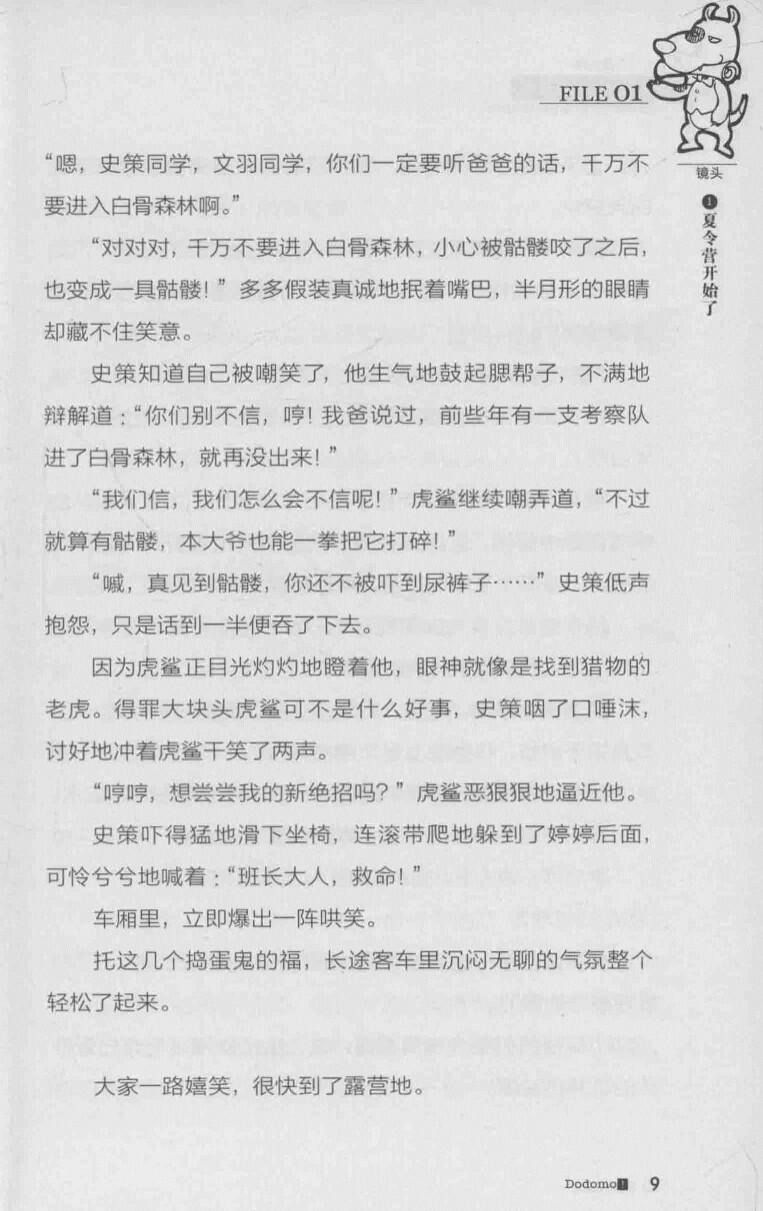 FILE 01
镜头
❶夏令营开始了
“嗯，史策同学，文羽同学，你们一定要听爸爸的话，千万不
要进入白骨森林啊。”
“对对对，千万不要进入白骨森林，小心被骷髅咬了之后，
也变成一具骷髅！”多多假装真诚地抿着嘴巴，半月形的眼睛
却藏不住笑意。
史策知道自己被嘲笑了，他生气地鼓起腮帮子，不满地
辩解道：“你们别不信，哼！我爸说过，前些年有一支考察队
进了白骨森林，就再没出来！”
“我们信，我们怎么会不信呢！”虎鲨继续嘲弄道，“不过
就算有骷髅，本大爷也能一拳把它打碎！”
“嘁，真见到骷髅，你还不被吓到尿裤子……”史策低声
抱怨，只是话到一半便吞了下去。
因为虎鲨正目光灼灼地瞪着他，眼神就像是找到猎物的
老虎。得罪大块头虎鲨可不是什么好事，史策咽了口唾沫，
讨好地冲着虎鲨干笑了两声。
“哼哼，想尝尝我的新绝招吗？”虎鲨恶狠狠地逼近他。
史策吓得猛地滑下坐椅，连滚带爬地躲到了婷婷后面，
可怜兮兮地喊着：“班长大人，救命！”
车厢里，立即爆出一阵哄笑。
托这几个捣蛋鬼的福，长途客车里沉闷无聊的气氛整个
轻松了起来。
大家一路嬉笑，很快到了露营地。
Dodomo! 9